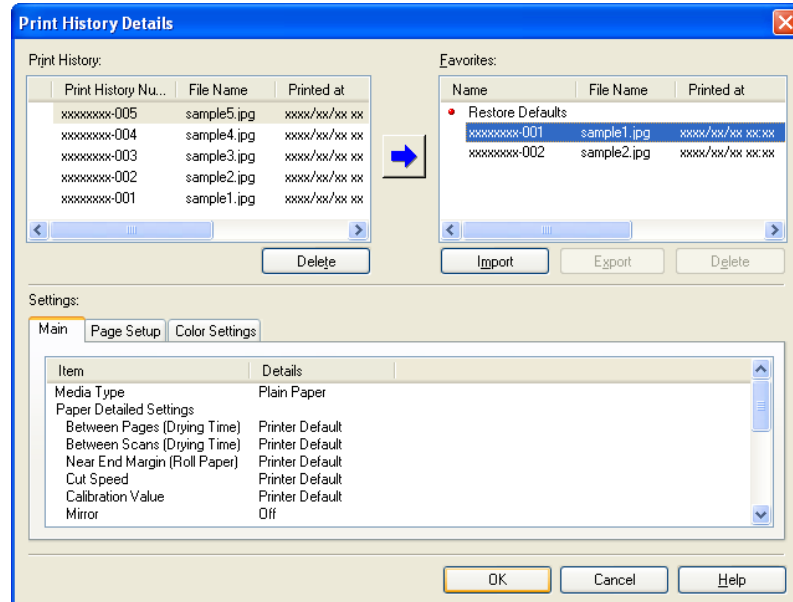 Print History Details
Print History:
Print History Nu... File Name Printed at
xxxxxxxx-005 sample5.jpg xxxx/xx/xx xx
xxxxxxxx-004 sample4.jpg xxxx/xx/xx xx
xxxxxxxx-003 sample3.jpg xxxx/xx/xx xx
xxxxxxxx-002 sample2.jpg xxxx/xx/xx xx
xxxxxxxx-001 sample1.jpg xxxx/xx/xx xx
Delete
Favorites:
Name File Name Printed at
Restore Defaults
xxxxxxxx-001 sample1.jpg xxxx/xx/xx xx:xx
xxxxxxxx-002 sample2.jpg xxxx/xx/xx xx:xx
Import Export Delete
Settings:
Main Page Setup Color Settings
Item Details
Media Type Plain Paper
Paper Detailed Settings
Between Pages (Drying Time) Printer Default
Between Scans (Drying Time) Printer Default
Near End Margin (Roll Paper) Printer Default
Cut Speed Printer Default
Calibration Value Printer Default
Mirror Off
OK Cancel Help